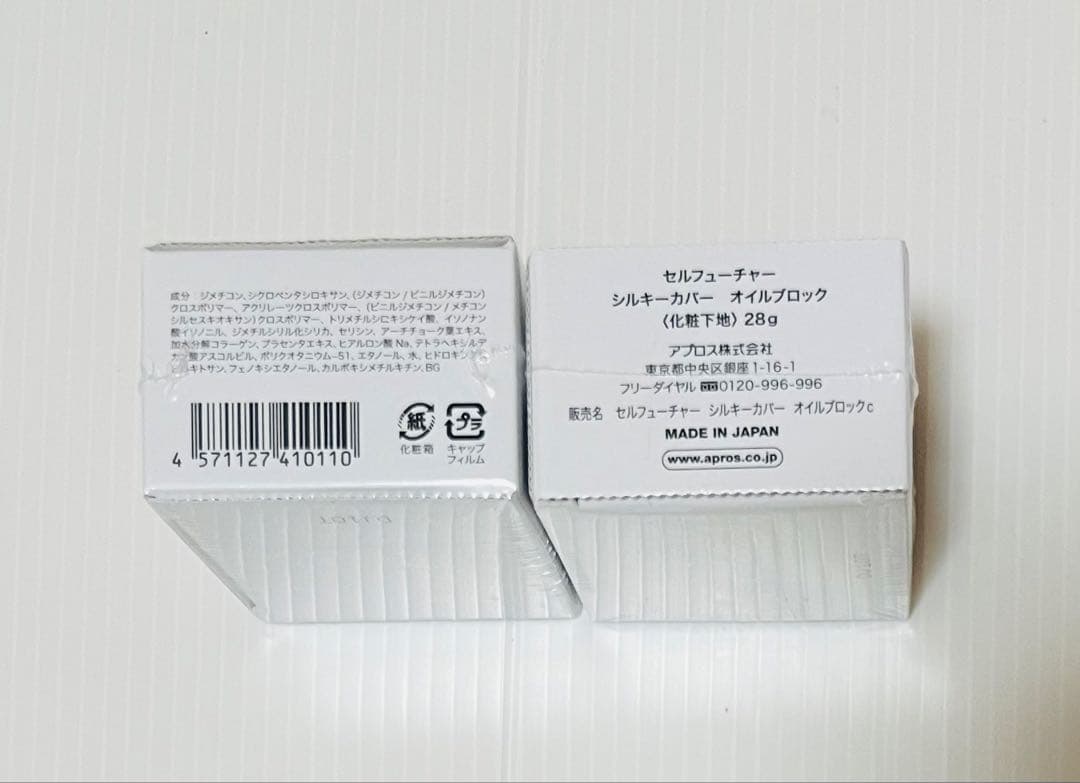 成分:ジメチコン、シクロペンタシロキサン、(ジメチコン/ビニルジメチコン)
クロスポリマー、アクリレーツクロスポリマー、(ビニルジメチコン/メチコン
シルセスキオキサン)クロスポリマー、トリメチルシロキシケイ酸、イソノナン
酸イソノニル、ジメチルシリル化シリカ、セリシン、アーチチョーク葉エキス、
加水分解コラーゲン、プラセンタエキス、ヒアルロン酸Na、テトラヘキシルデ
カン酸アスコルビル、ポリクオタニウム-51、エタノール、水、ヒドロキシプ
キトサン、フェノキシエタノール、カルボキシメチルキチン、BG
4 571127 410110
紙
化粧箱
プラ
キャップ
フィルム
セルフューチャー
シルキーカバー オイルブロック
〈化粧下地〉28g
アプロス株式会社
東京都中央区銀座1-16-1
フリーダイヤル 0120-996-996
販売名 セルフューチャー シルキーカバー オイルブロックc
MADE IN JAPAN
www.apros.co.jp